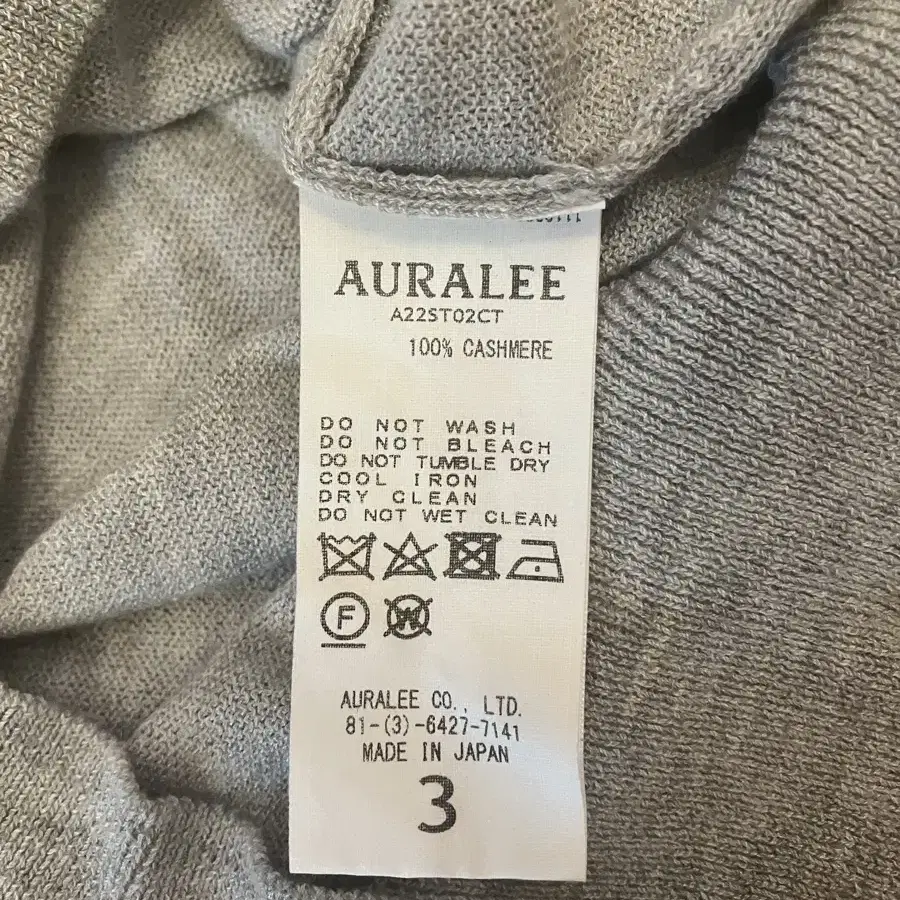 AURALEE
A22ST02CT
100% CASHMERE
DO NOT WASH
DO NOT BLEACH
DO NOT TUMBLE DRY
COOL IRON
DRY CLEAN
DO NOT WET CLEAN
F W
AURALEE CO., LTD.
81-(3)-6427-7141
MADE IN JAPAN
3